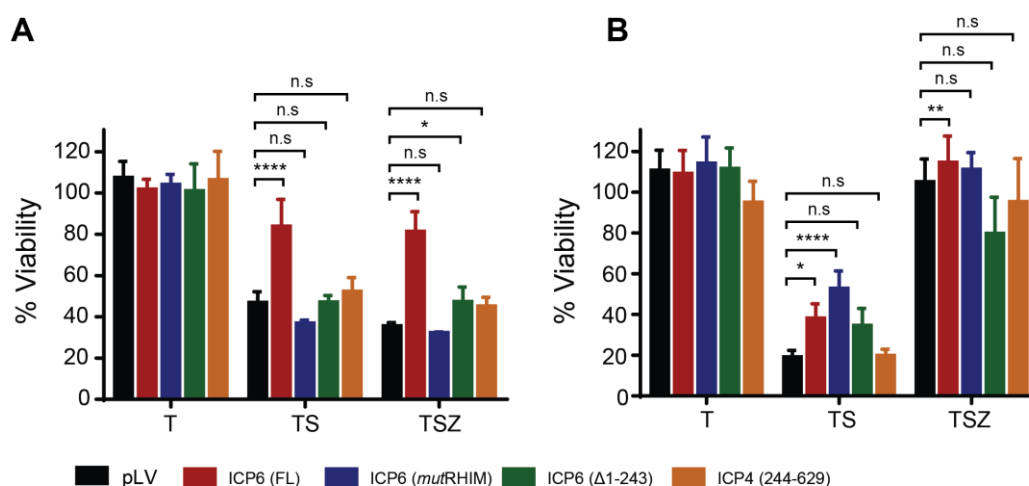 A
B
n.s
n.s
n.s
****
n.s
*
n.s
****
% Viability
120
100
80
60
40
20
0
T
TS
TSZ
n.s
n.s
****
*
n.s
n.s
n.s
**
% Viability
120
100
80
60
40
20
0
T
TS
TSZ
pLV
ICP6 (FL)
ICP6 (mutRHIM)
ICP6 (Δ1-243)
ICP4 (244-629)